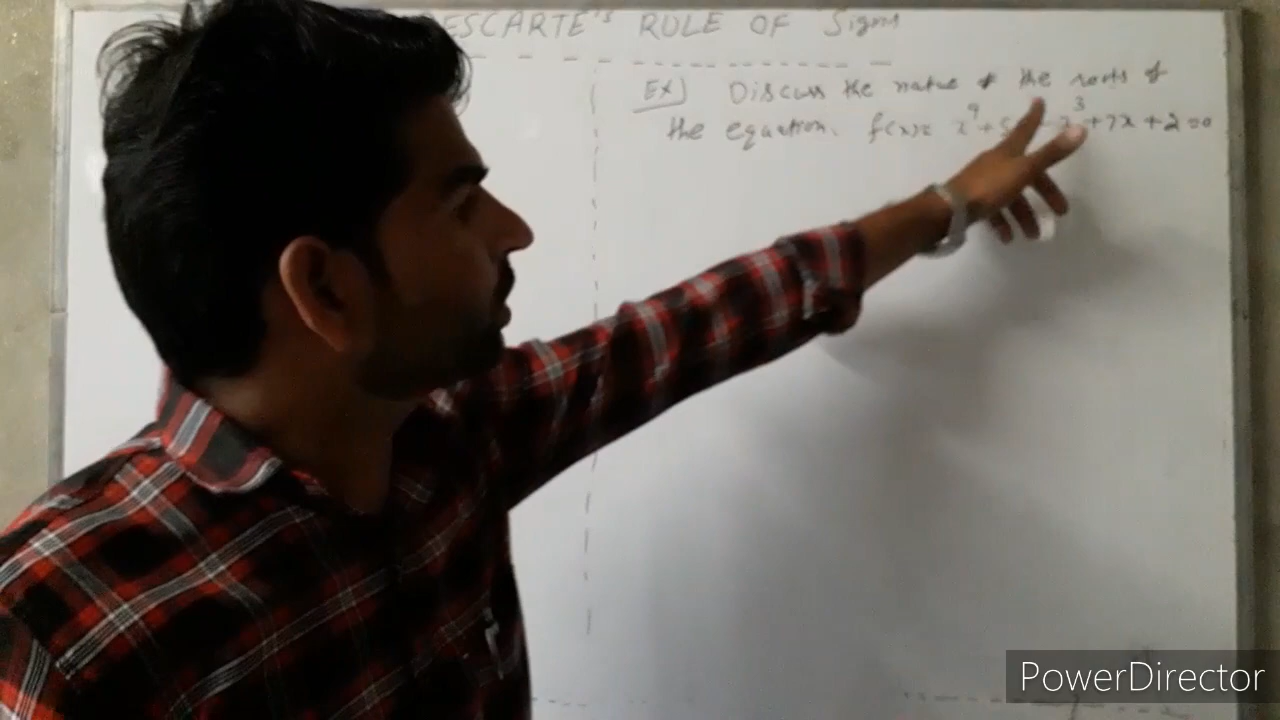 DESCARTE'S RULE OF Signs
Ex) Discuss the nature of the roots of
the equation. f(x)= x⁹+5 x³+7x+2=0
PowerDirector